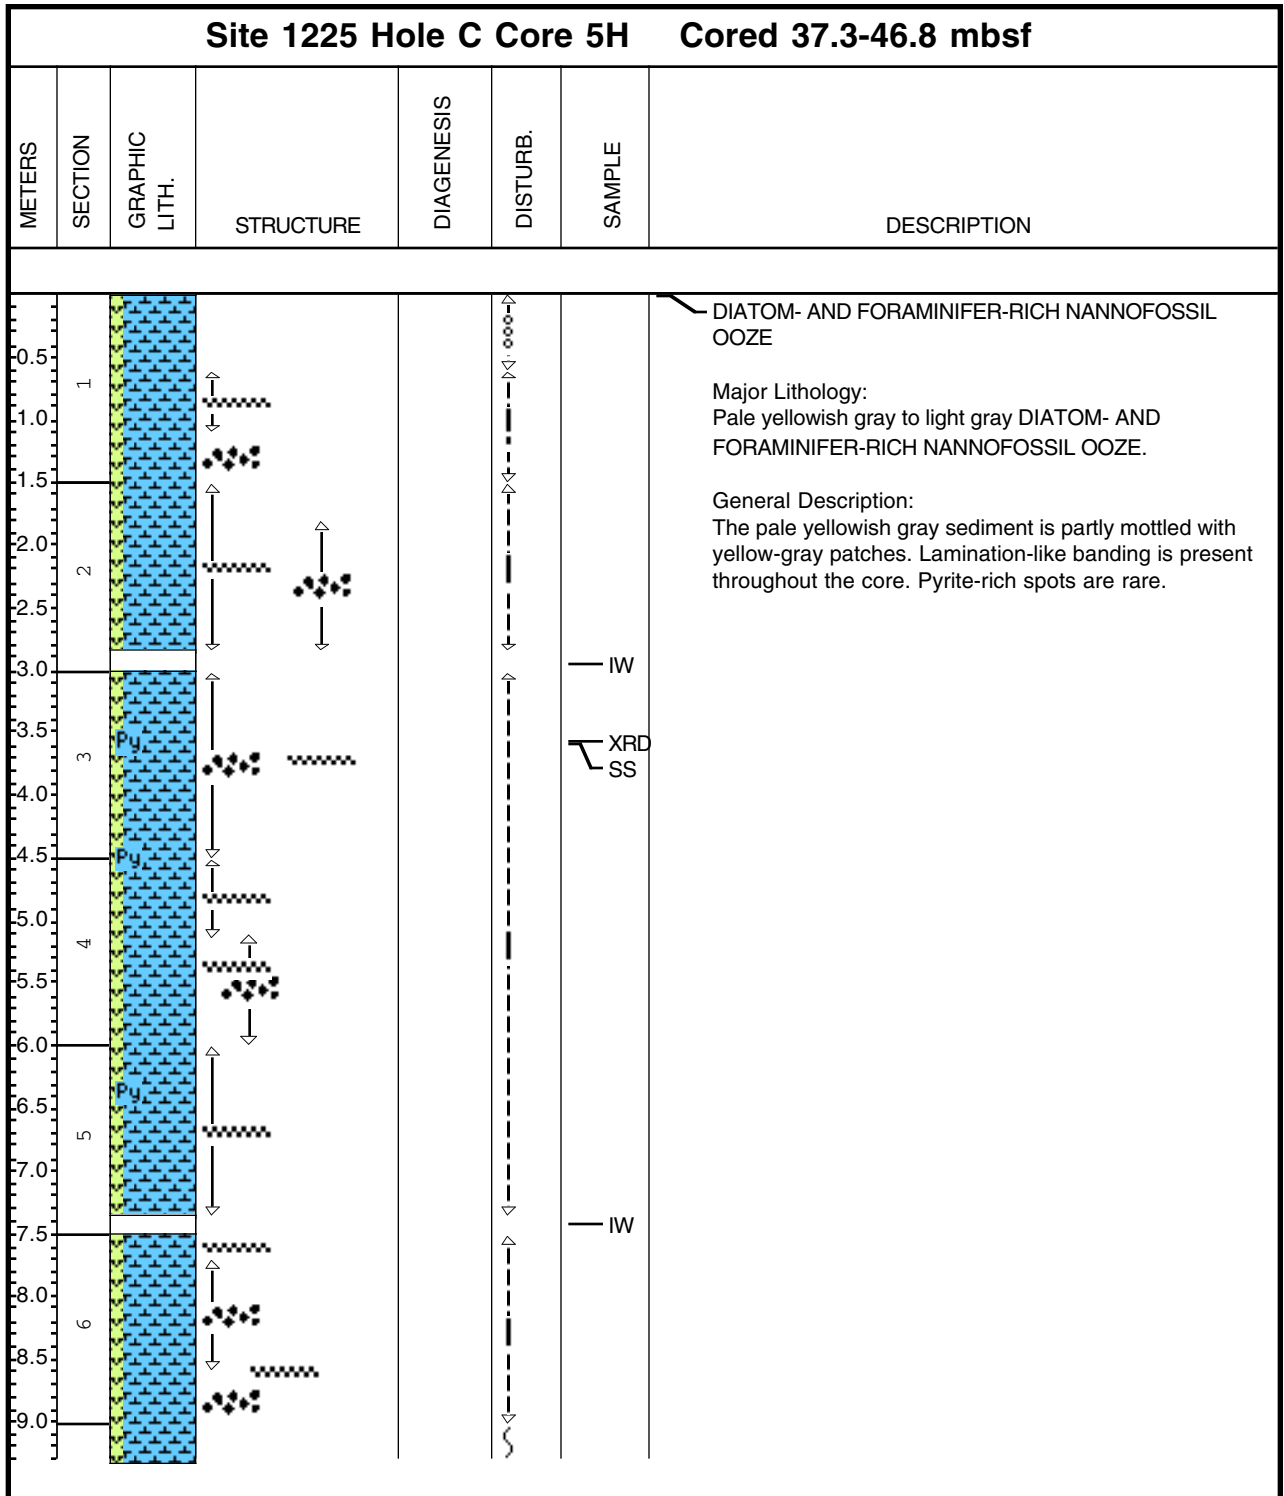 Site 1225 Hole C Core 5H Cored 37.3-46.8 mbsf
METERS
SECTION
GRAPHIC
LITH.
STRUCTURE
DIAGENESIS
DISTURB.
SAMPLE
DESCRIPTION
DIATOM- AND FORAMINIFER-RICH NANNOFOSSIL
OOZE
0.5
1
Major Lithology:
1.0
Pale yellowish gray to light gray DIATOM- AND
FORAMINIFER-RICH NANNOFOSSIL OOZE.
1.5
General Description:
The pale yellowish gray sediment is partly mottled with
2.0
yellow-gray patches. Lamination-like banding is present
2
throughout the core. Pyrite-rich spots are rare.
2.5
3.0
IW
3.5
Py
XRD
3
SS
4.0
4.5
Py
5.0
4
5.5
6.0
Py
6.5
5
7.0
IW
7.5
8.0
6
8.5
9.0